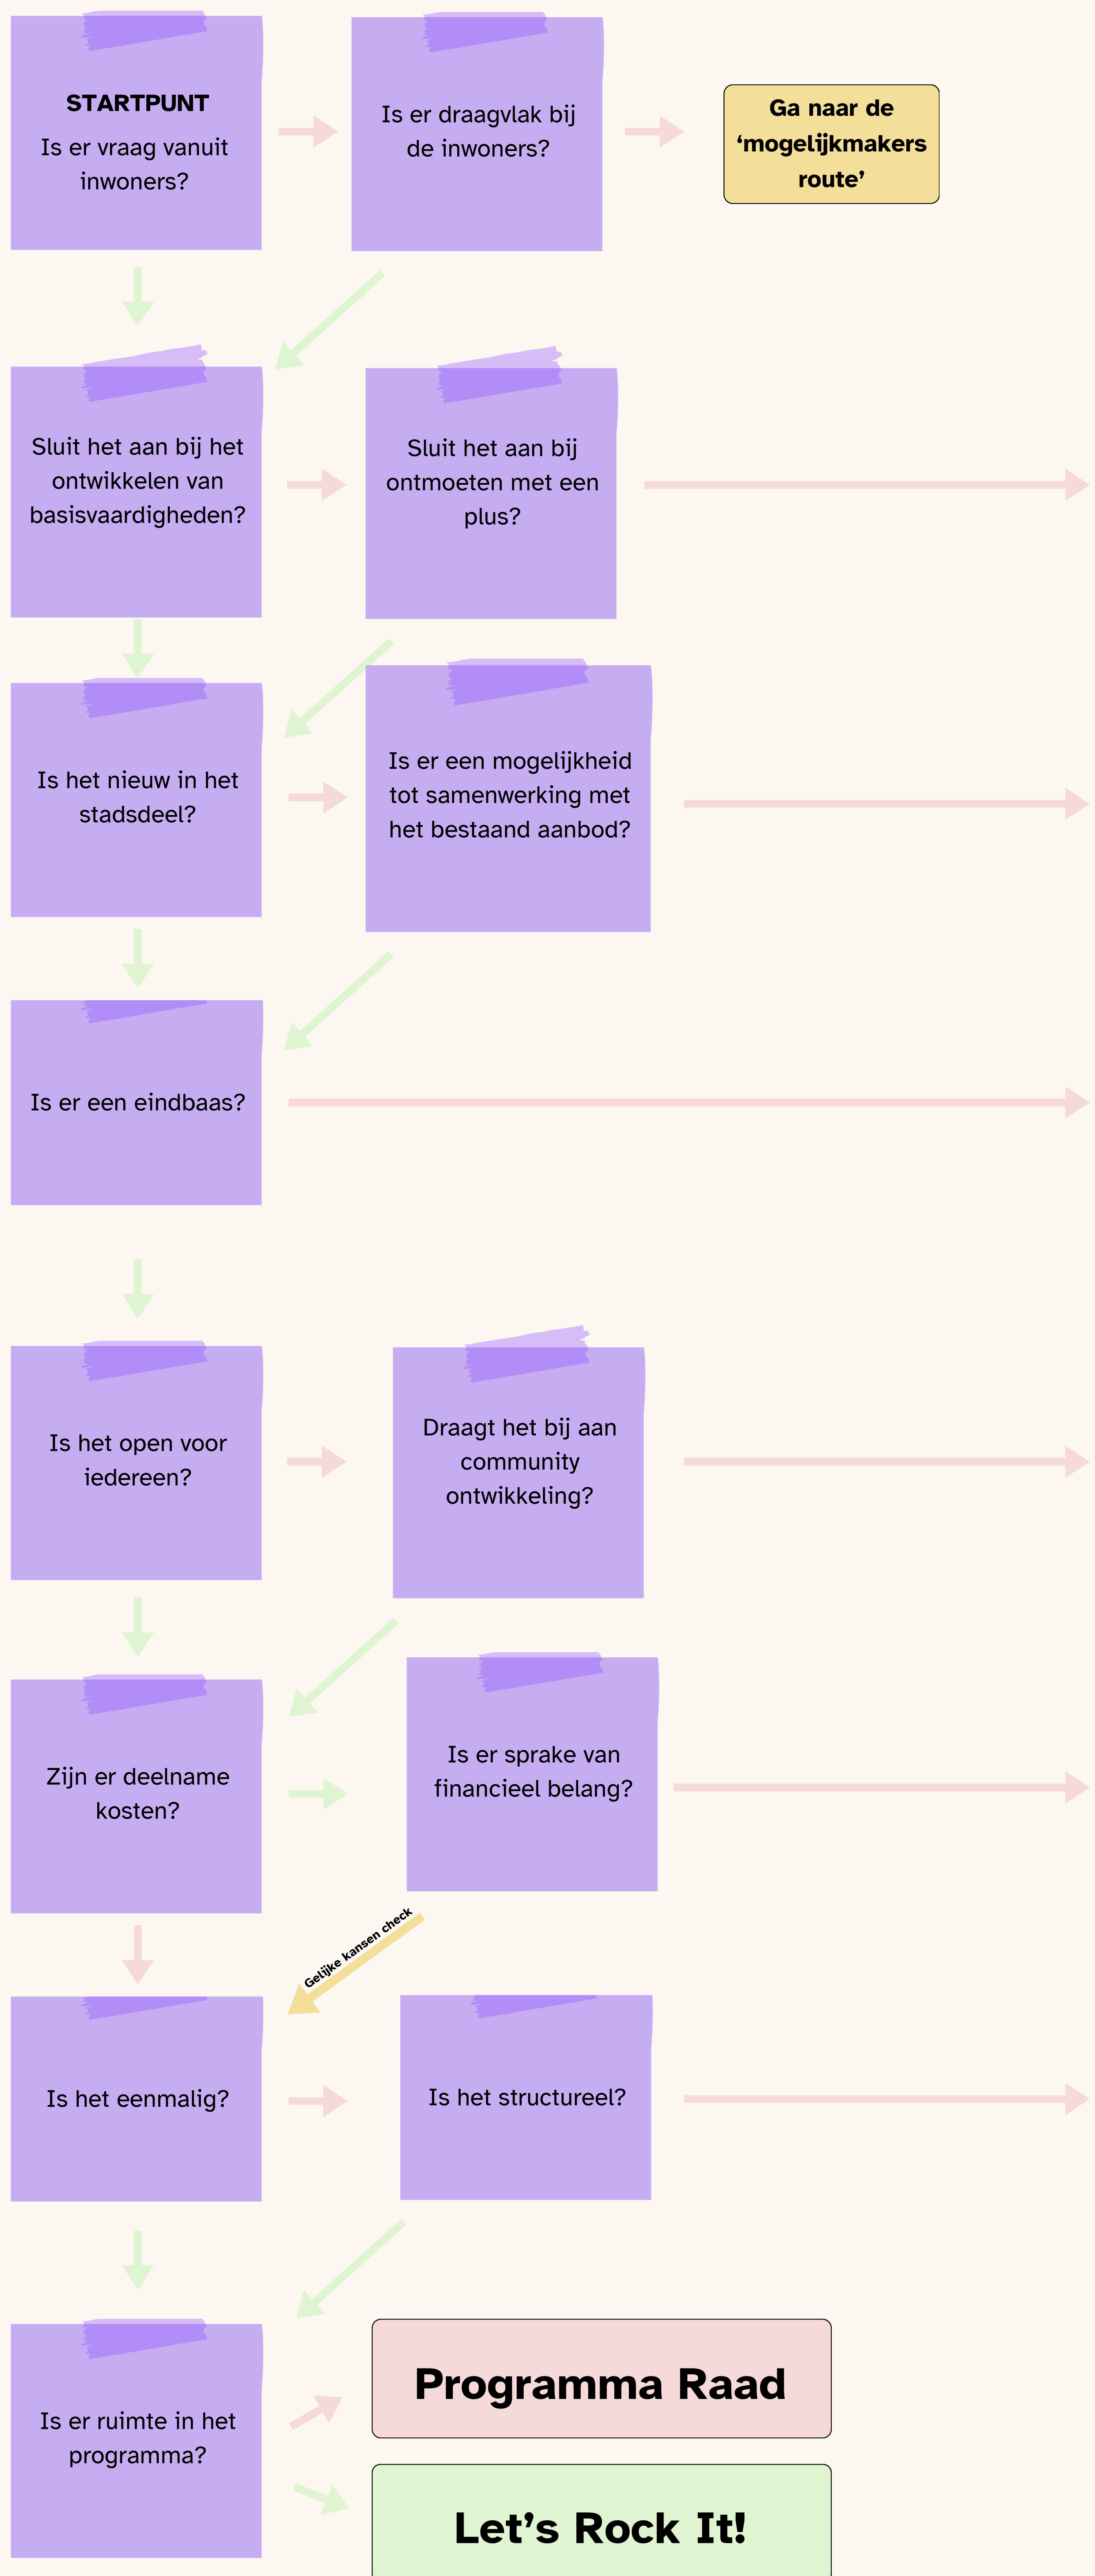 STARTPUNT
Is er vraag vanuit
inwoners?
Is er draagvlak bij
de inwoners?
Ga naar de
‘mogelijkmakers
route’
Sluit het aan bij het
ontwikkelen van
basisvaardigheden?
Sluit het aan bij
ontmoeten met een
plus?
Is het nieuw in het
stadsdeel?
Is er een mogelijkheid
tot samenwerking met
het bestaand aanbod?
Is er een eindbaas?
Is het open voor
iedereen?
Draagt het bij aan
community
ontwikkeling?
Zijn er deelname
kosten?
Is er sprake van
financieel belang?
Gelijke kansen check
Is het eenmalig?
Is het structureel?
Is er ruimte in het
programma?
Programma Raad
Let’s Rock It!